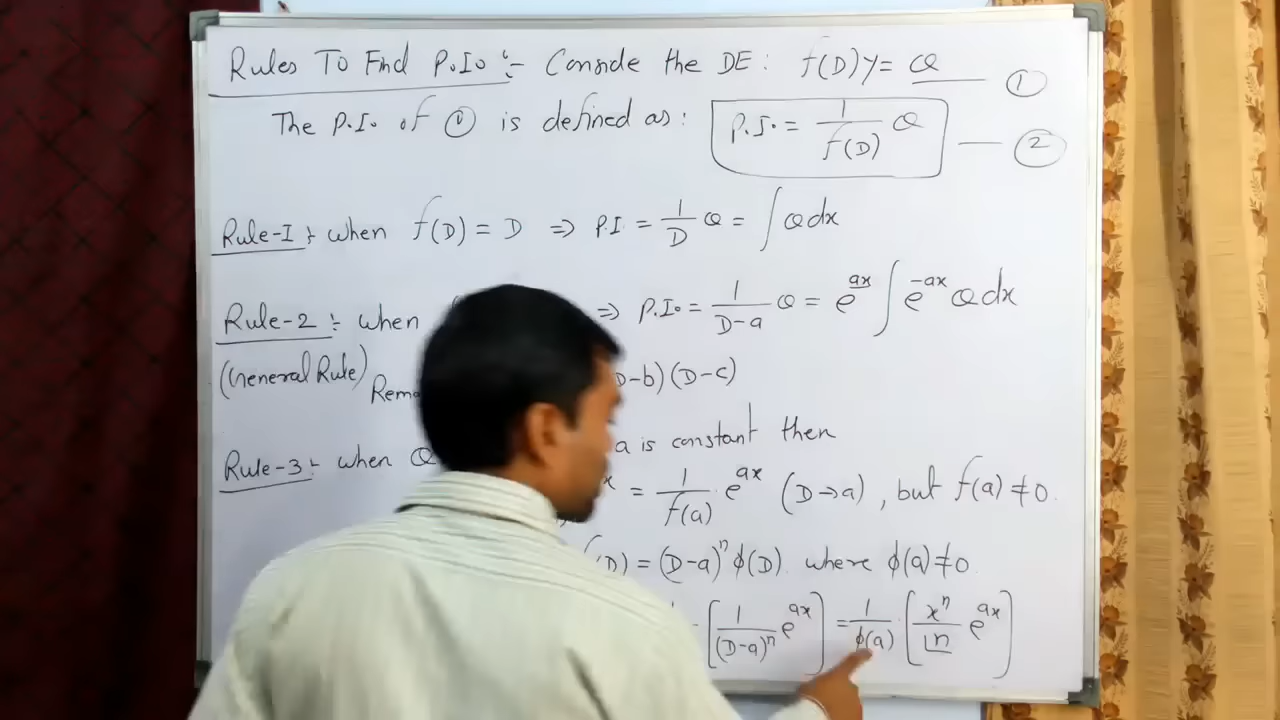 Rules To Find P.I. :- Conside the DE : f(D)y = Q —— ①
The P.I. of ① is defined as : P.I. = 1/f(D) Q —— ②
Rule-I :- when f(D) = D ⇒ P.I = 1/D Q = ∫ Q dx
Rule-2 :- when ⇒ P.I. = 1/(D-a) Q = e^{ax} ∫ e^{-ax} Q dx
(General Rule) D-b)(D-c)
Rule-3 :- when Q a is constant then
= 1/f(a) · e^{ax} (D→a), but f(a) ≠ 0.
(D) = (D-a)^n ϕ(D). where ϕ(a) ≠ 0.
[1/(D-a)^n e^{ax}] = 1/ϕ(a) · [x^n/⌊n e^{ax}]